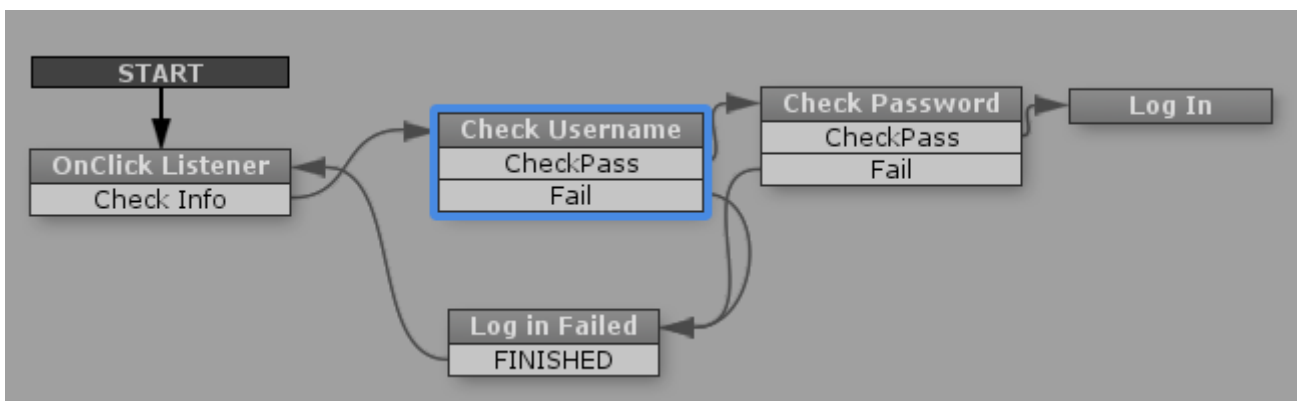 START
OnClick Listener
Check Info
Check Username
CheckPass
Fail
Check Password
CheckPass
Fail
Log In
Log in Failed
FINISHED